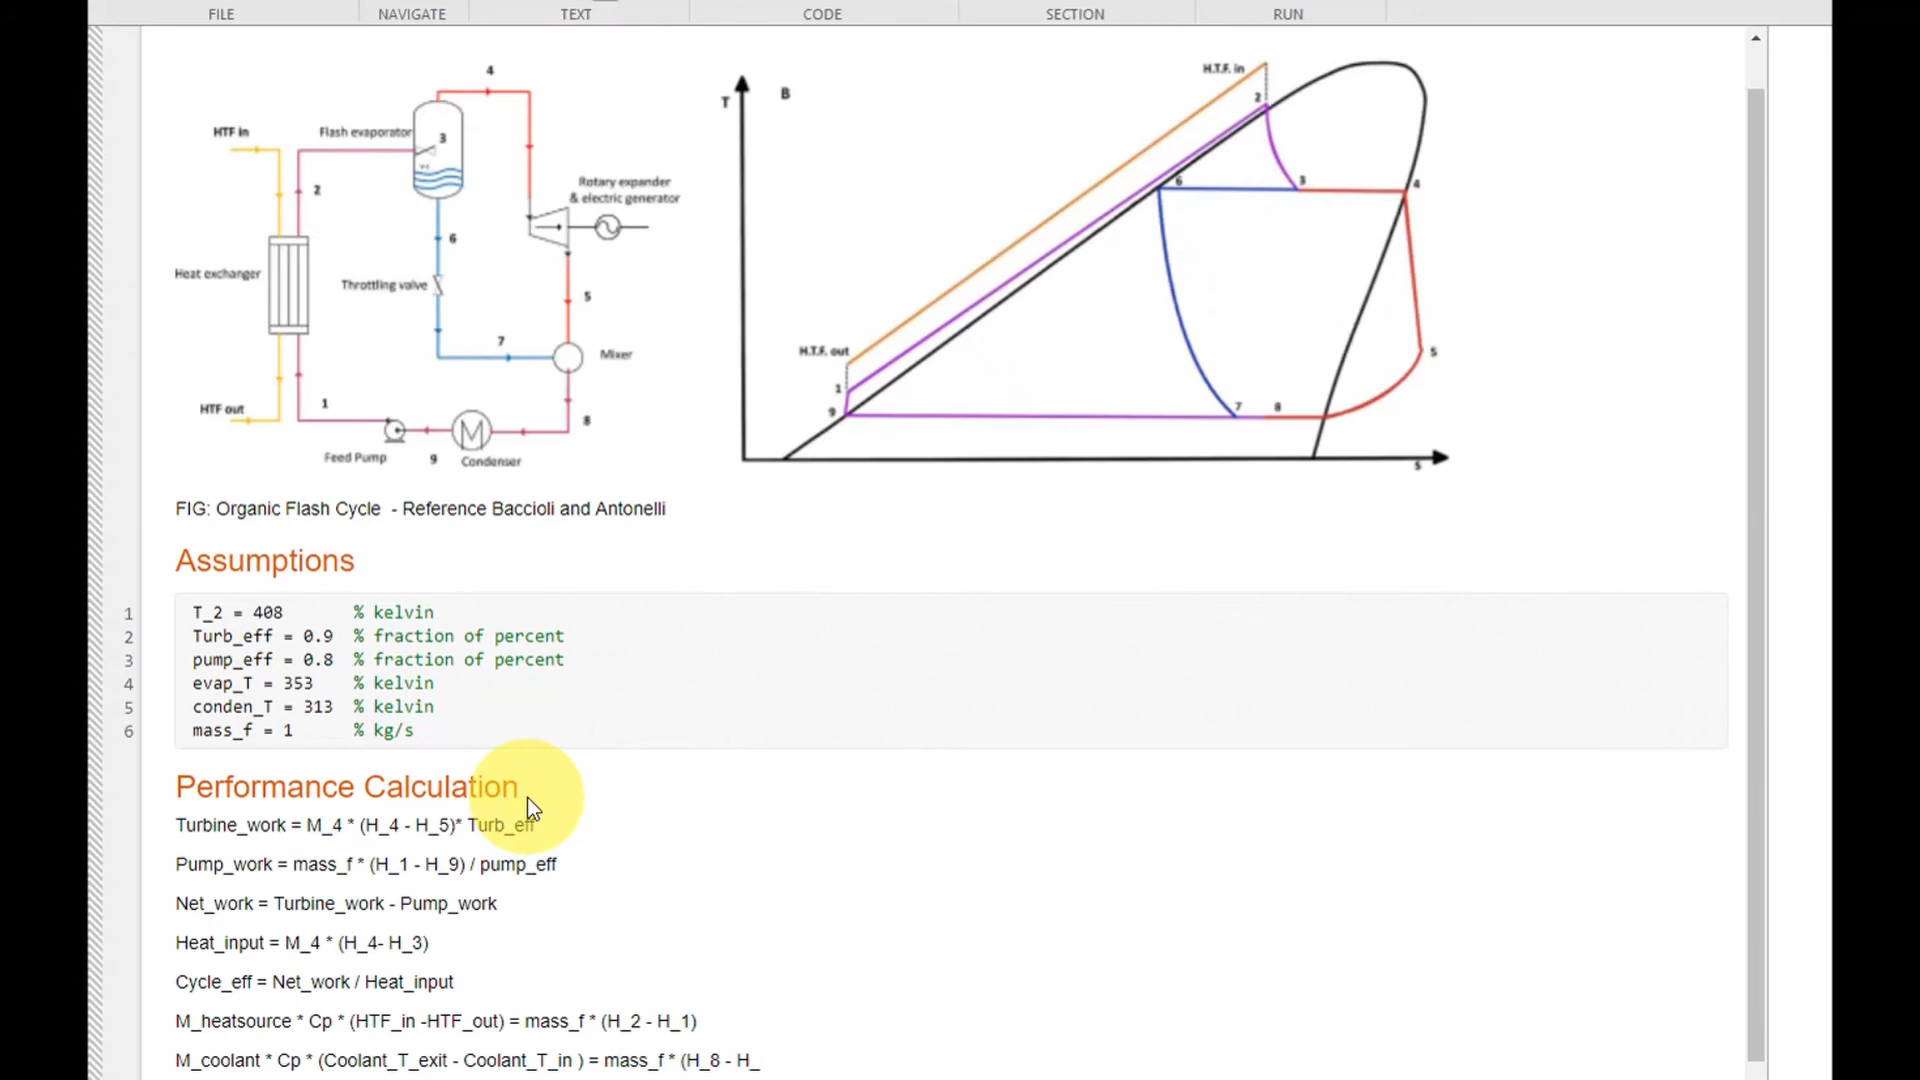 FILE NAVIGATE TEXT CODE SECTION RUN
4
HTF in
Flash evaporator
3
2
Rotary expander
& electric generator
6
Heat exchanger
Throttling valve
5
7
Mixer
HTF out
1
8
Feed Pump
9
Condenser
T
B
H.T.F. in
2
6
3
4
H.T.F. out
5
1
9
7
8
s
FIG: Organic Flash Cycle - Reference Baccioli and Antonelli
Assumptions
1 T_2 = 408 % kelvin
2 Turb_eff = 0.9 % fraction of percent
3 pump_eff = 0.8 % fraction of percent
4 evap_T = 353 % kelvin
5 conden_T = 313 % kelvin
6 mass_f = 1 % kg/s
Performance Calculation
Turbine_work = M_4 * (H_4 - H_5)* Turb_eff
Pump_work = mass_f * (H_1 - H_9) / pump_eff
Net_work = Turbine_work - Pump_work
Heat_input = M_4 * (H_4- H_3)
Cycle_eff = Net_work / Heat_input
M_heatsource * Cp * (HTF_in -HTF_out) = mass_f * (H_2 - H_1)
M_coolant * Cp * (Coolant_T_exit - Coolant_T_in ) = mass_f * (H_8 - H_